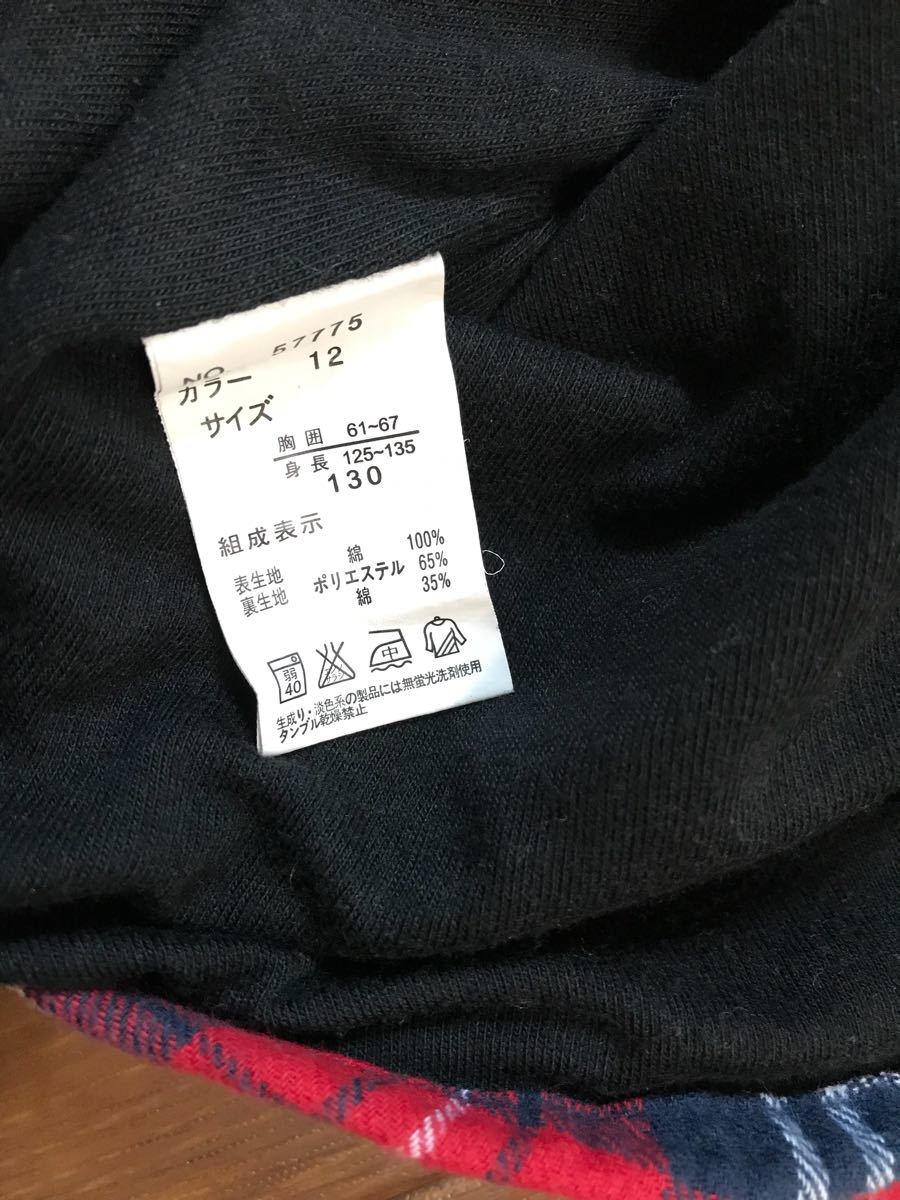 NO 57775
カラー 12
サイズ
胸囲 61~67
身長 125~135
130
組成表示
表生地 綿 100%
裏生地 ポリエステル 65%
綿 35%
弱 40 中
生成り・淡色系の製品には無蛍光洗剤使用
タンブル乾燥禁止